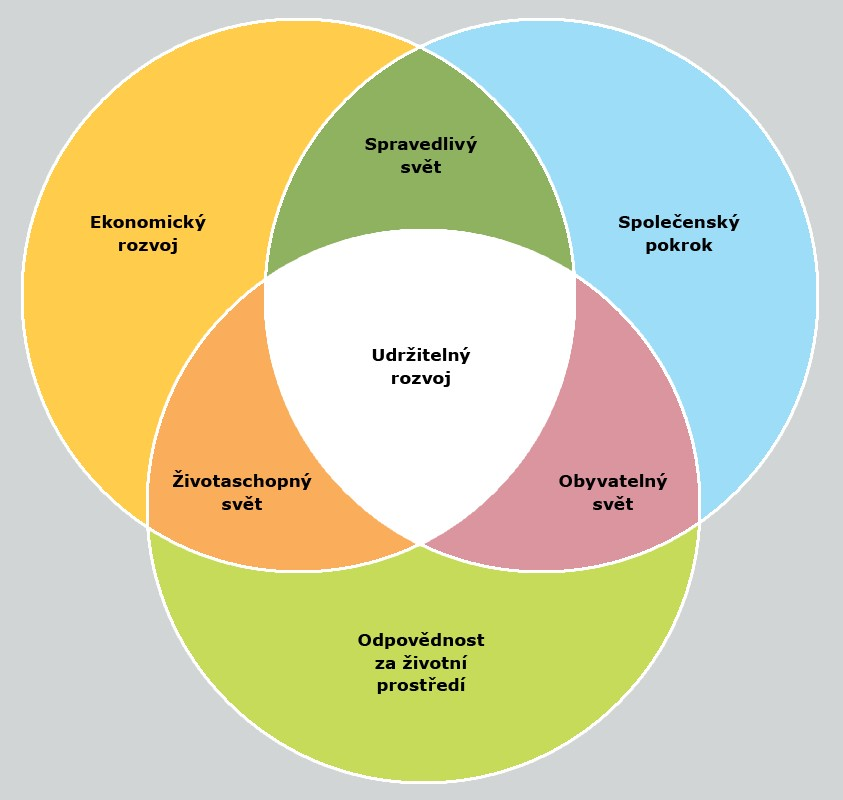 Spravedlivý
svět
Ekonomický
rozvoj
Společenský
pokrok
Udržitelný
rozvoj
Životaschopný
svět
Obyvatelný
svět
Odpovědnost
za životní
prostředí